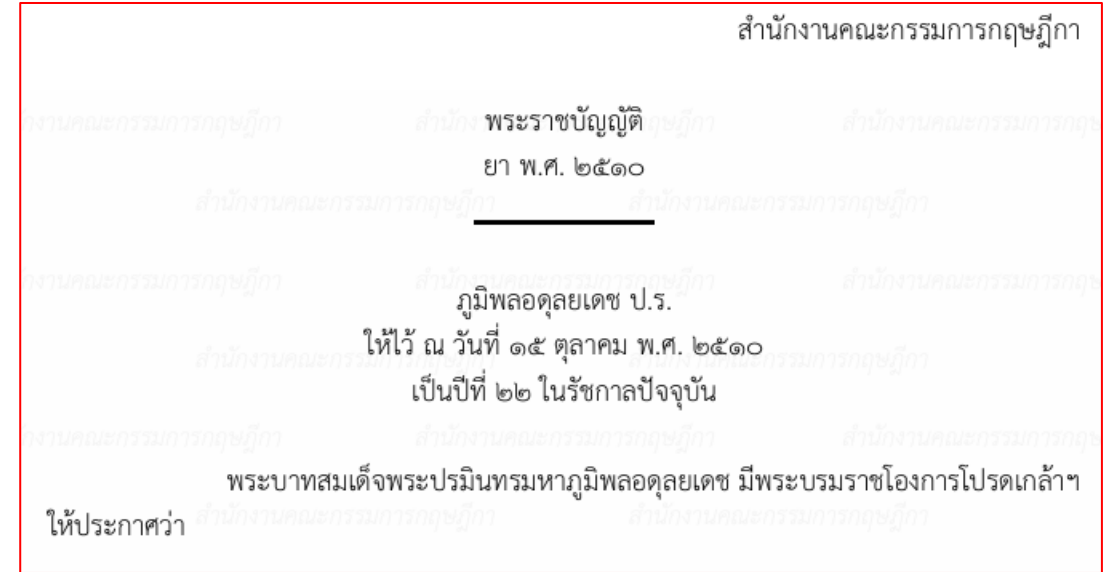 สำนักงานคณะกรรมการกฤษฎีกา
พระราชบัญญัติ
ยา พ.ศ. ๒๕๑๐
ภูมิพลอดุลยเดช ป.ร.
ให้ไว้ ณ วันที่ ๑๕ ตุลาคม พ.ศ. ๒๕๑๐
เป็นปีที่ ๒๒ ในรัชกาลปัจจุบัน
พระบาทสมเด็จพระปรมินทรมหาภูมิพลอดุลยเดช มีพระบรมราชโองการโปรดเกล้าฯ
ให้ประกาศว่า